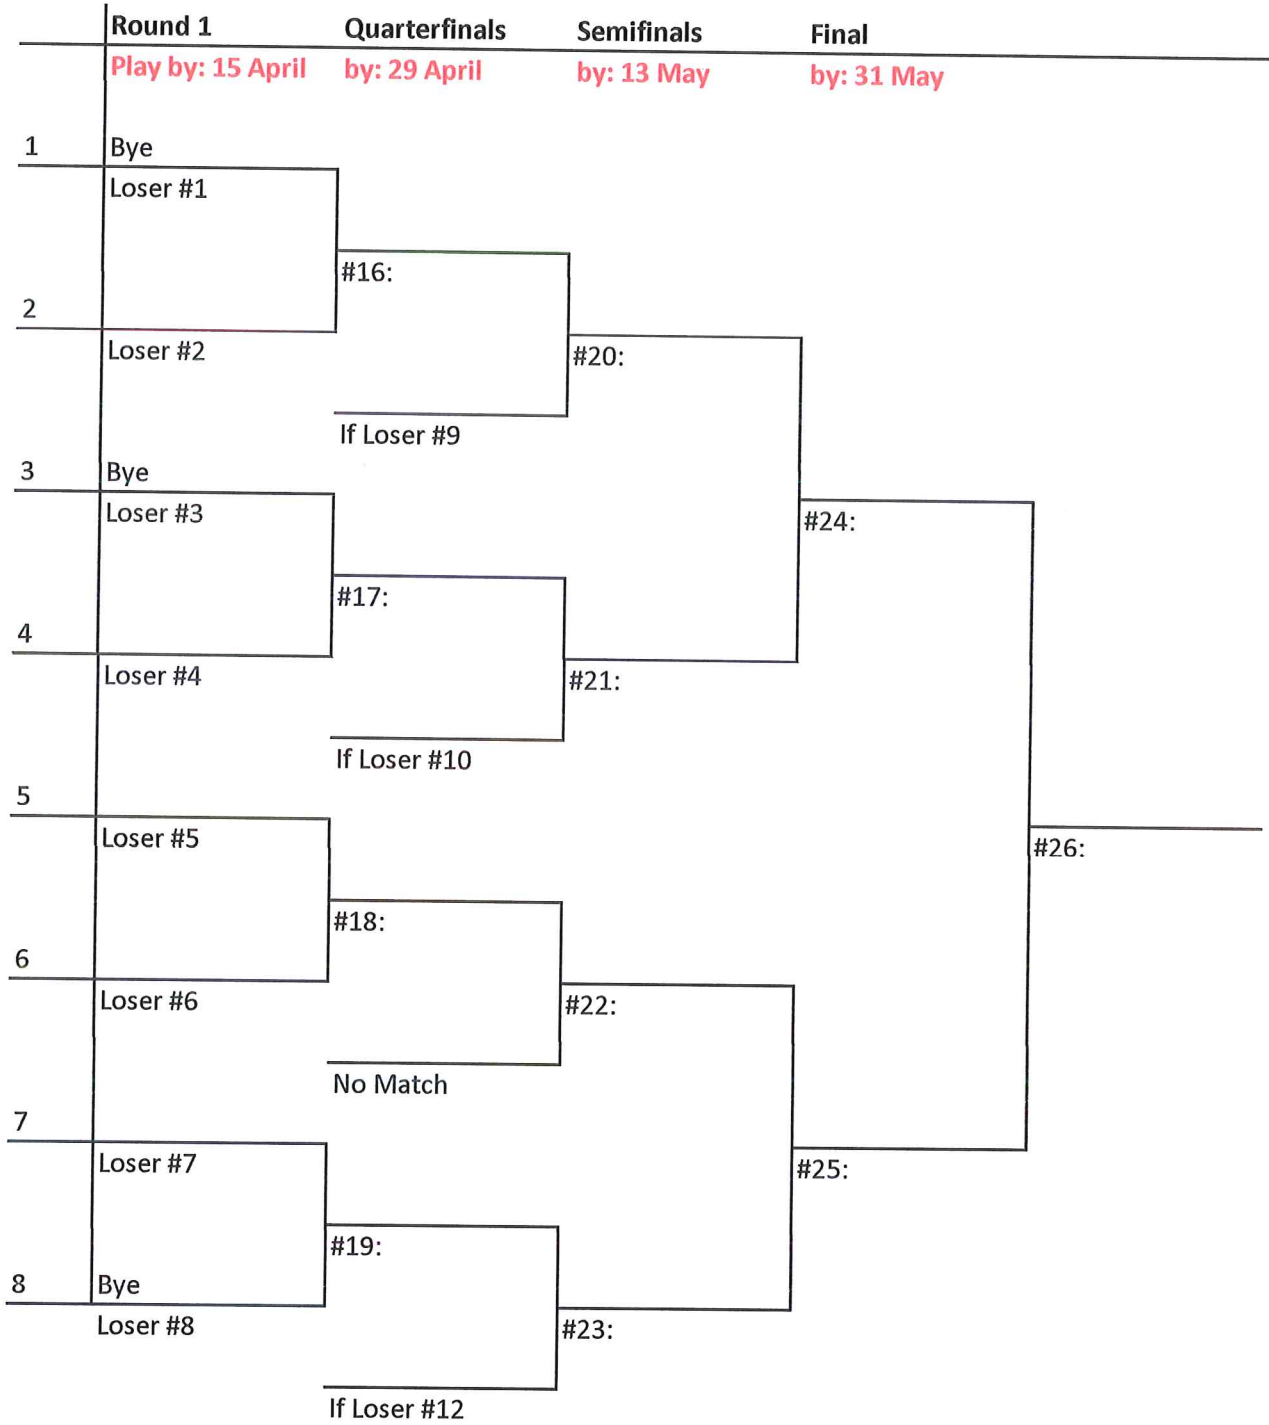 Round 1 Quarterfinals Semifinals Final
Play by: 15 April by: 29 April by: 13 May by: 31 May
1 Bye
Loser #1
#16:
2
Loser #2
#20:
If Loser #9
3 Bye
Loser #3
#24:
#17:
4
Loser #4
#21:
If Loser #10
5
Loser #5
#26:
#18:
6
Loser #6
#22:
No Match
7
Loser #7
#25:
#19:
8 Bye
Loser #8
#23:
If Loser #12